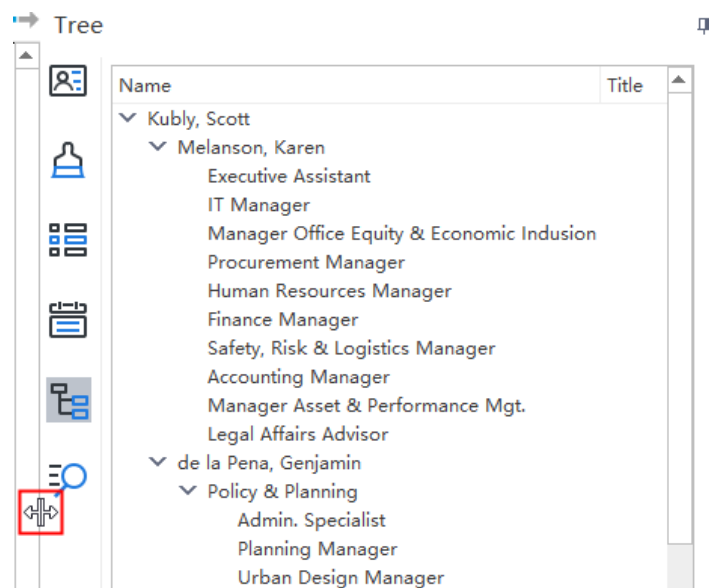 Tree
Name Title
Kubly, Scott
Melanson, Karen
Executive Assistant
IT Manager
Manager Office Equity & Economic Indusion
Procurement Manager
Human Resources Manager
Finance Manager
Safety, Risk & Logistics Manager
Accounting Manager
Manager Asset & Performance Mgt.
Legal Affairs Advisor
de la Pena, Genjamin
Policy & Planning
Admin. Specialist
Planning Manager
Urban Design Manager